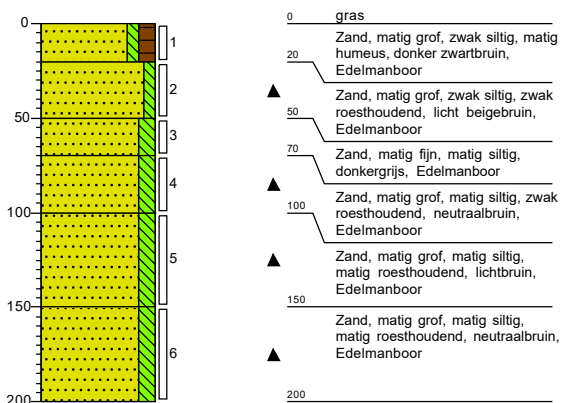 0
50
100
150
200
1
2
3
4
5
6
0 gras
Zand, matig grof, zwak siltig, matig
humeus, donker zwartbruin,
Edelmanboor
20
Zand, matig grof, zwak siltig, zwak
roesthoudend, licht beigebruin,
Edelmanboor
50
Zand, matig fijn, matig siltig,
donkergrijs, Edelmanboor
70
Zand, matig grof, matig siltig, zwak
roesthoudend, neutraalbruin,
Edelmanboor
100
Zand, matig grof, matig siltig,
matig roesthoudend, lichtbruin,
Edelmanboor
150
Zand, matig grof, matig siltig,
matig roesthoudend, neutraalbruin,
Edelmanboor
200